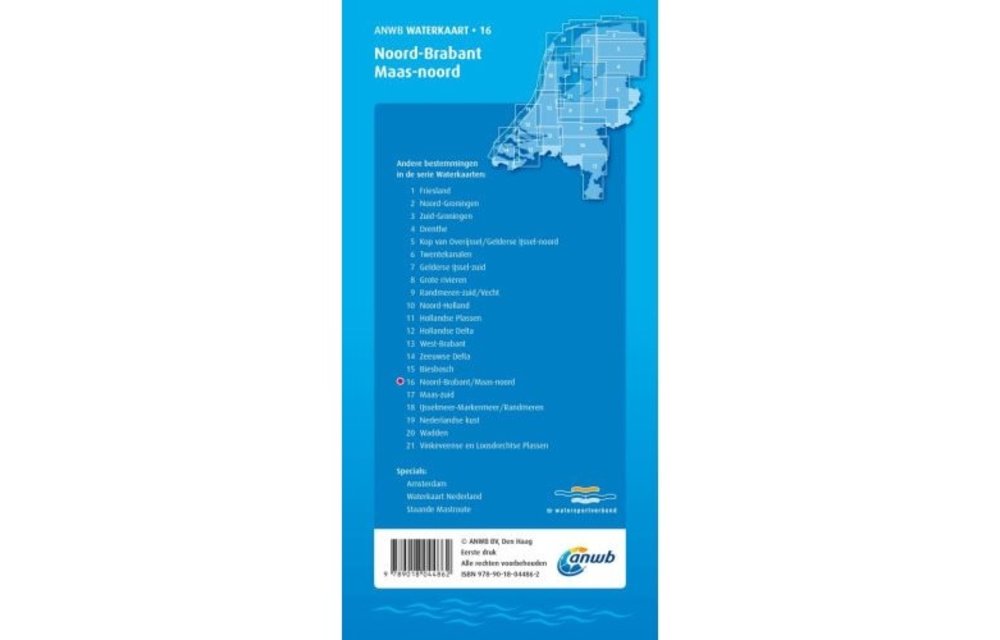 ANWB WATERKAART • 16
Noord-Brabant
Maas-noord
Andere bestemmingen
in de serie Waterkaarten:
1 Friesland
2 Noord-Groningen
3 Zuid-Groningen
4 Drenthe
5 Kop van Overijssel/Gelderse IJssel-noord
6 Twentekanalen
7 Gelderse IJssel-zuid
8 Grote rivieren
9 Randmeren-zuid/Vecht
10 Noord-Holland
11 Hollandse Plassen
12 Hollandse Delta
13 West-Brabant
14 Zeeuwse Delta
15 Biesbosch
16 Noord-Brabant/Maas-noord
17 Maas-zuid
18 IJsselmeer-Markermeer/Randmeren
19 Nederlandse kust
20 Wadden
21 Vinkeveense en Loosdrechtse Plassen
Specials:
Amsterdam
Waterkaart Nederland
Staande Mastroute
watersportverbond
© ANWB BV, Den Haag
Eerste druk
Alle rechten voorbehouden
ISBN 978-90-18-04486-2
9 789018 044862
anwb